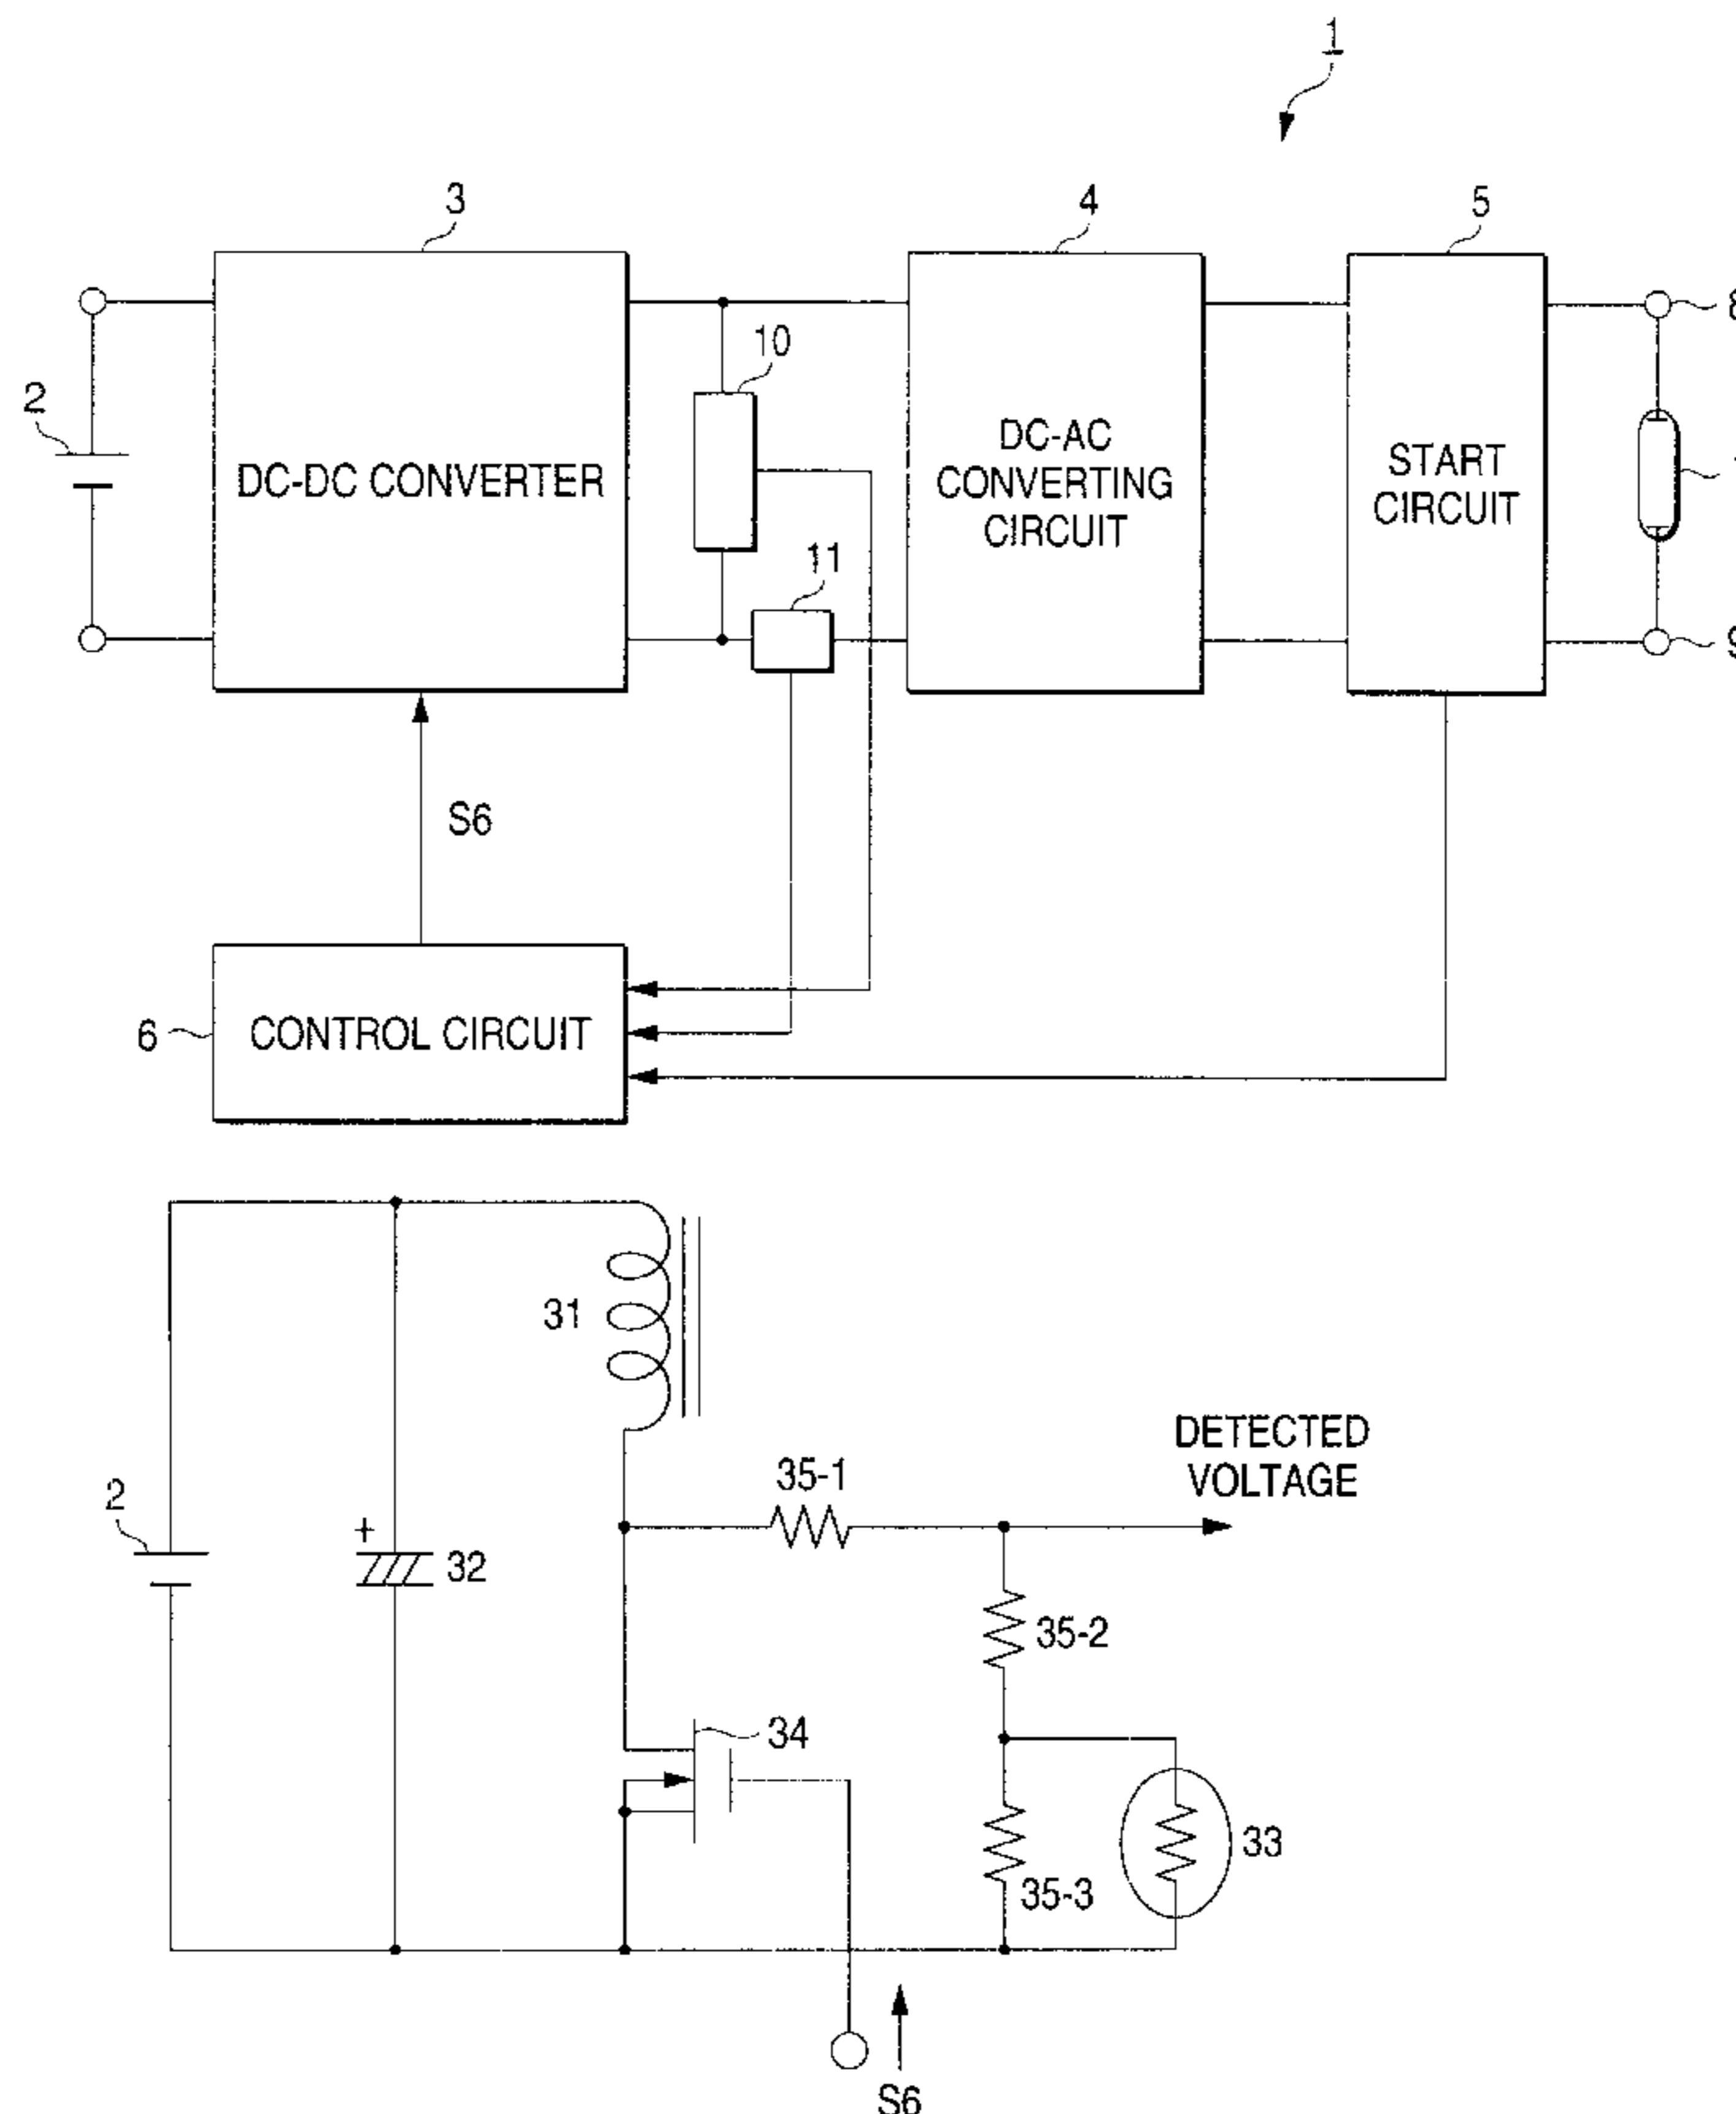 1
3
4
5
10
8
2
DC-DC CONVERTER
DC-AC
CONVERTING
CIRCUIT
START
CIRCUIT
11
9
S6
6
CONTROL CIRCUIT
31
DETECTED
VOLTAGE
35-1
2
+
32
35-2
34
33
35-3
S6